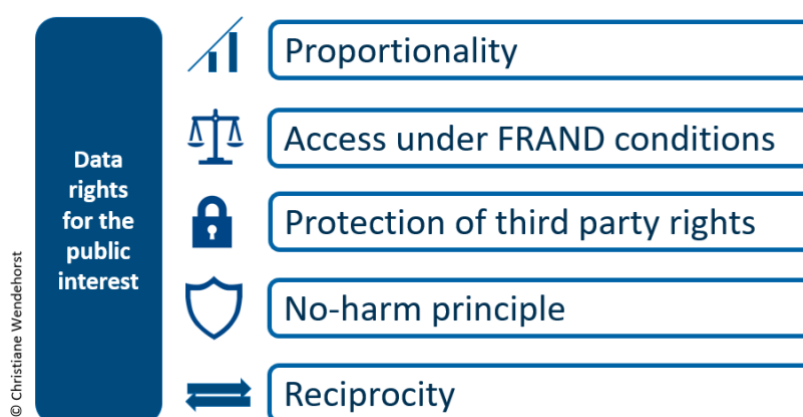 Data
rights
for the
public
interest
Proportionality
Access under FRAND conditions
Protection of third party rights
No-harm principle
Reciprocity
© Christiane Wendehorst